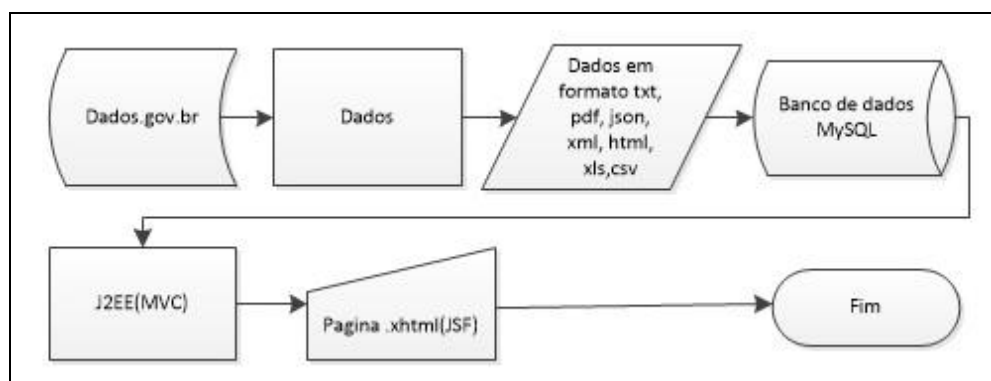 Dados.gov.br
Dados
Dados em
formato txt,
pdf, json,
xml, html,
xls,csv
Banco de dados
MySQL
J2EE(MVC)
Pagina .xhtml(JSF)
Fim